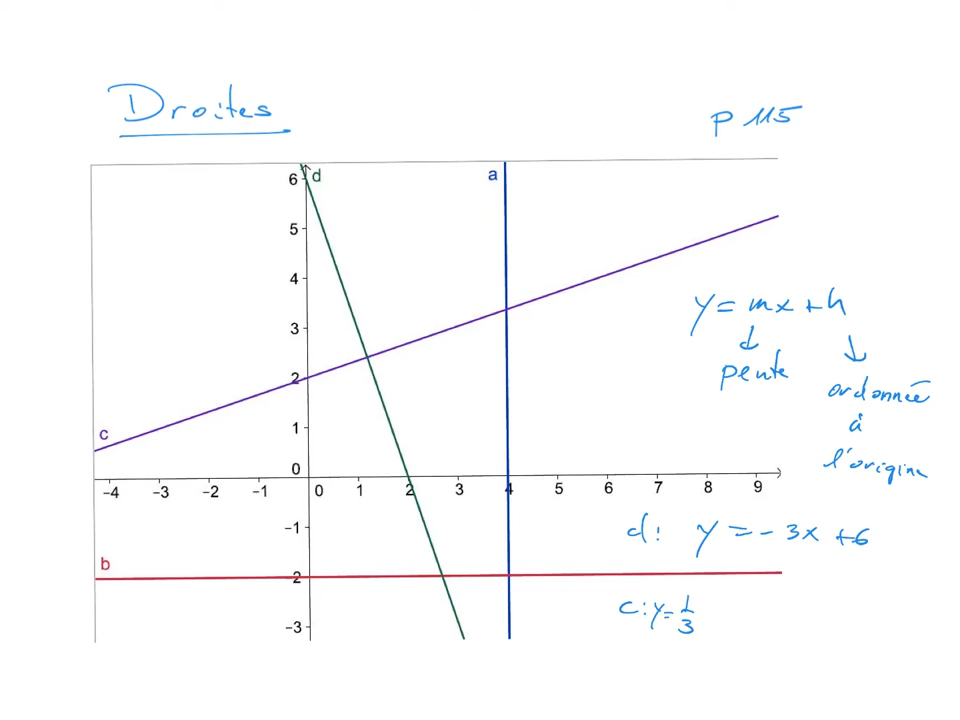 Droites
p 115
d
a
6
5
4
3
2
1
0
c
-4 -3 -2 -1 0 1 2 3 4 5 6 7 8 9
-1
b
-2
-3
y = mx + h
pente
ordonnée
à
l'origine
d: y = -3x +6
c: y = 1/3